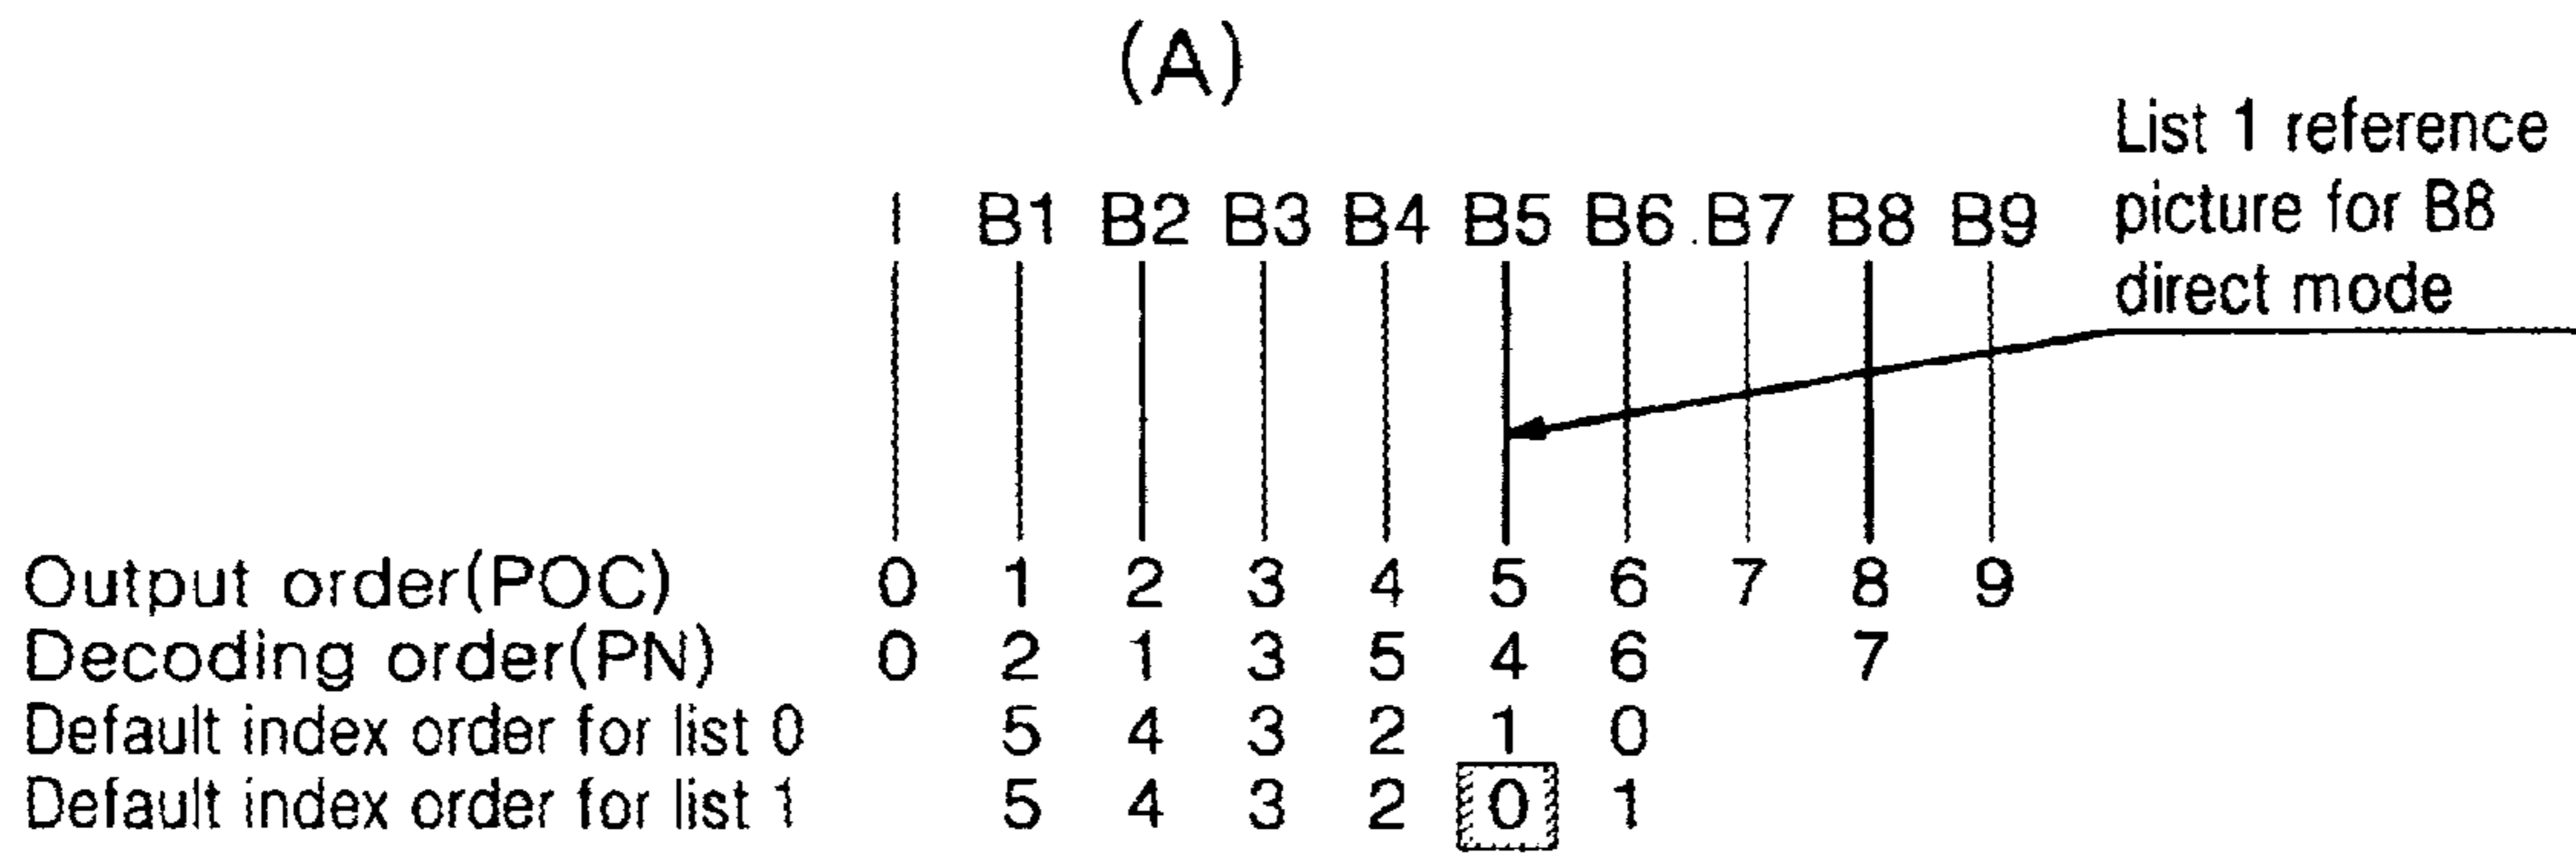 (A)
List 1 reference
picture for B8
direct mode
I B1 B2 B3 B4 B5 B6 B7 B8 B9
Output order(POC) 0 1 2 3 4 5 6 7 8 9
Decoding order(PN) 0 2 1 3 5 4 6 7
Default index order for list 0 5 4 3 2 1 0
Default index order for list 1 5 4 3 2 0 1